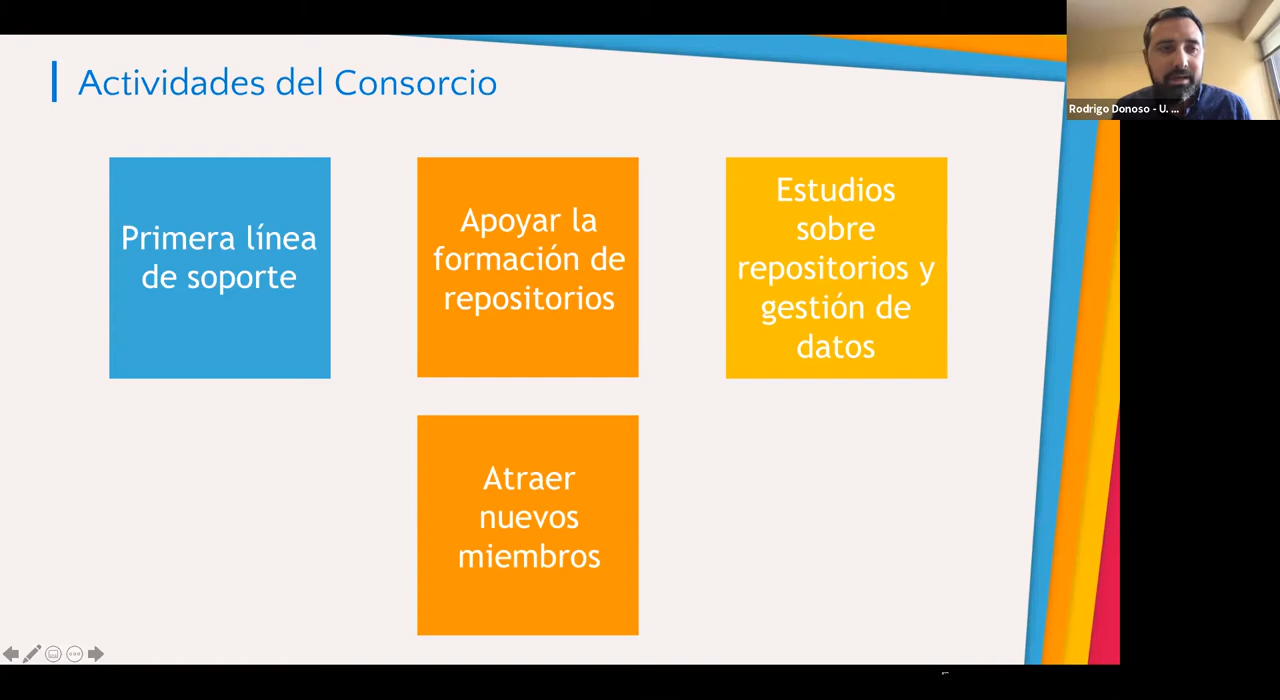 Actividades del Consorcio
Primera línea
de soporte
Apoyar la
formación de
repositorios
Estudios
sobre
repositorios y
gestión de
datos
Atraer
nuevos
miembros
Rodrigo Donoso - U. ...